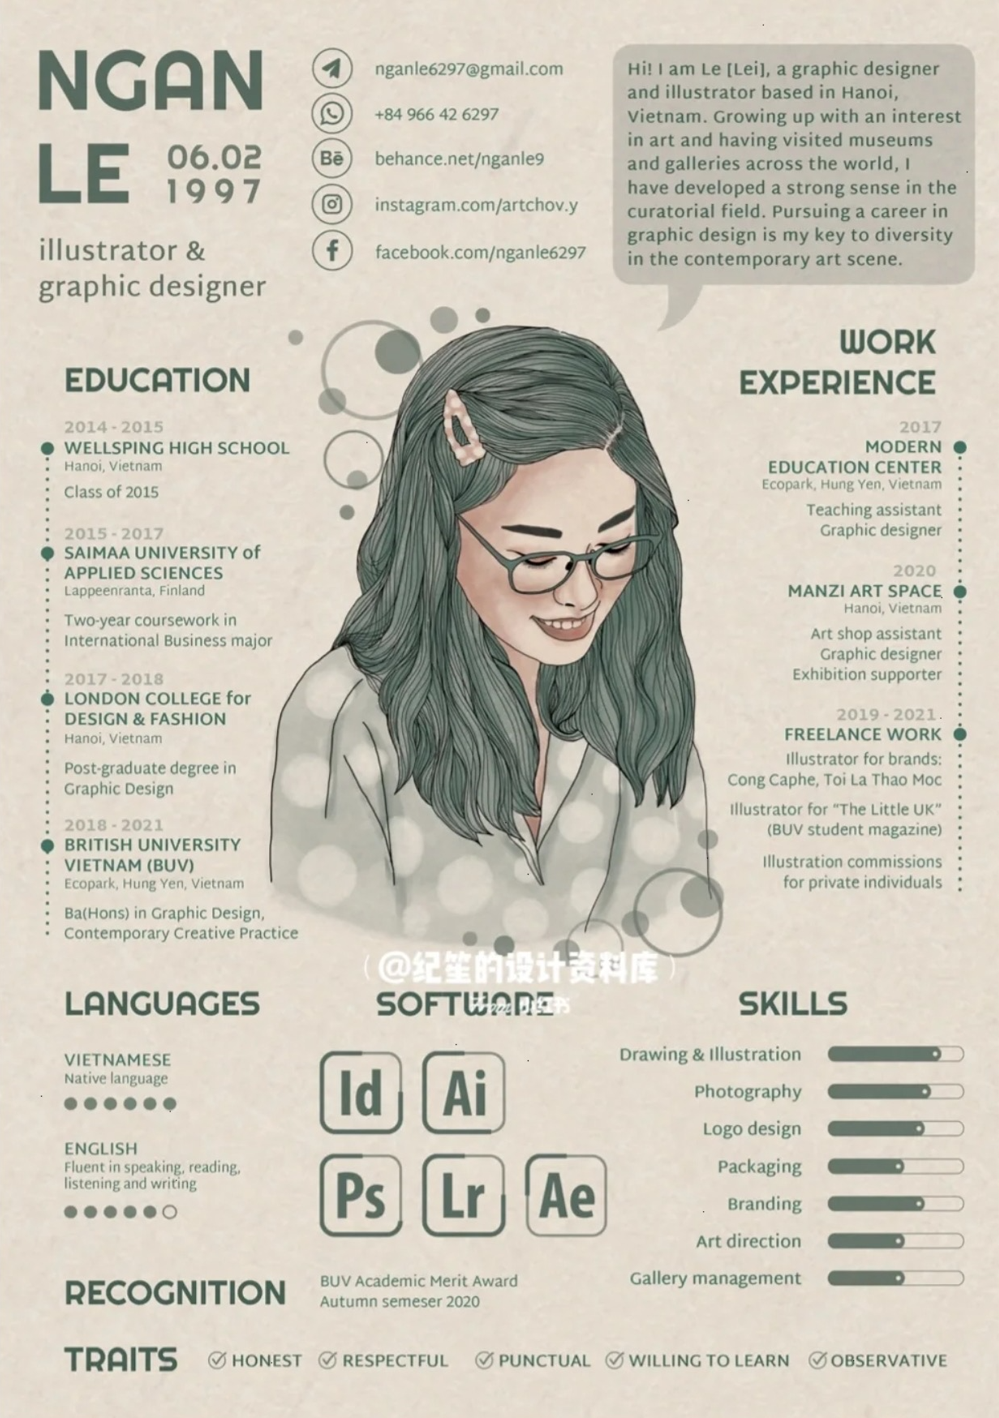 NGAN
LE
06.02
1997
illustrator &
graphic designer
nganle6297@gmail.com
+84 966 42 6297
Bē
behance.net/nganle9
instagram.com/artchov.y
facebook.com/nganle6297
Hi! I am Le [Lei], a graphic designer
and illustrator based in Hanoi,
Vietnam. Growing up with an interest
in art and having visited museums
and galleries across the world, I
have developed a strong sense in the
curatorial field. Pursuing a career in
graphic design is my key to diversity
in the contemporary art scene.
EDUCATION
2014 - 2015
WELLSPING HIGH SCHOOL
Hanoi, Vietnam
Class of 2015
2015 - 2017
SAIMAA UNIVERSITY of
APPLIED SCIENCES
Lappeenranta, Finland
Two-year coursework in
International Business major
2017 - 2018
LONDON COLLEGE for
DESIGN & FASHION
Hanoi, Vietnam
Post-graduate degree in
Graphic Design
2018 - 2021
BRITISH UNIVERSITY
VIETNAM (BUV)
Ecopark, Hung Yen, Vietnam
Ba(Hons) in Graphic Design,
Contemporary Creative Practice
WORK
EXPERIENCE
2017
MODERN
EDUCATION CENTER
Ecopark, Hung Yen, Vietnam
Teaching assistant
Graphic designer
2020
MANZI ART SPACE
Hanoi, Vietnam
Art shop assistant
Graphic designer
Exhibition supporter
2019 - 2021
FREELANCE WORK
Illustrator for brands:
Cong Caphe, Toi La Thao Moc
Illustrator for "The Little UK"
(BUV student magazine)
Illustration commissions
for private individuals
(@纪笙的设计资料库)
小红书
LANGUAGES
VIETNAMESE
Native language
ENGLISH
Fluent in speaking, reading,
listening and writing
SOFTWARE
Id
Ai
Ps
Lr
Ae
SKILLS
Drawing & Illustration
Photography
Logo design
Packaging
Branding
Art direction
Gallery management
RECOGNITION
BUV Academic Merit Award
Autumn semeser 2020
TRAITS
HONEST
RESPECTFUL
PUNCTUAL
WILLING TO LEARN
OBSERVATIVE